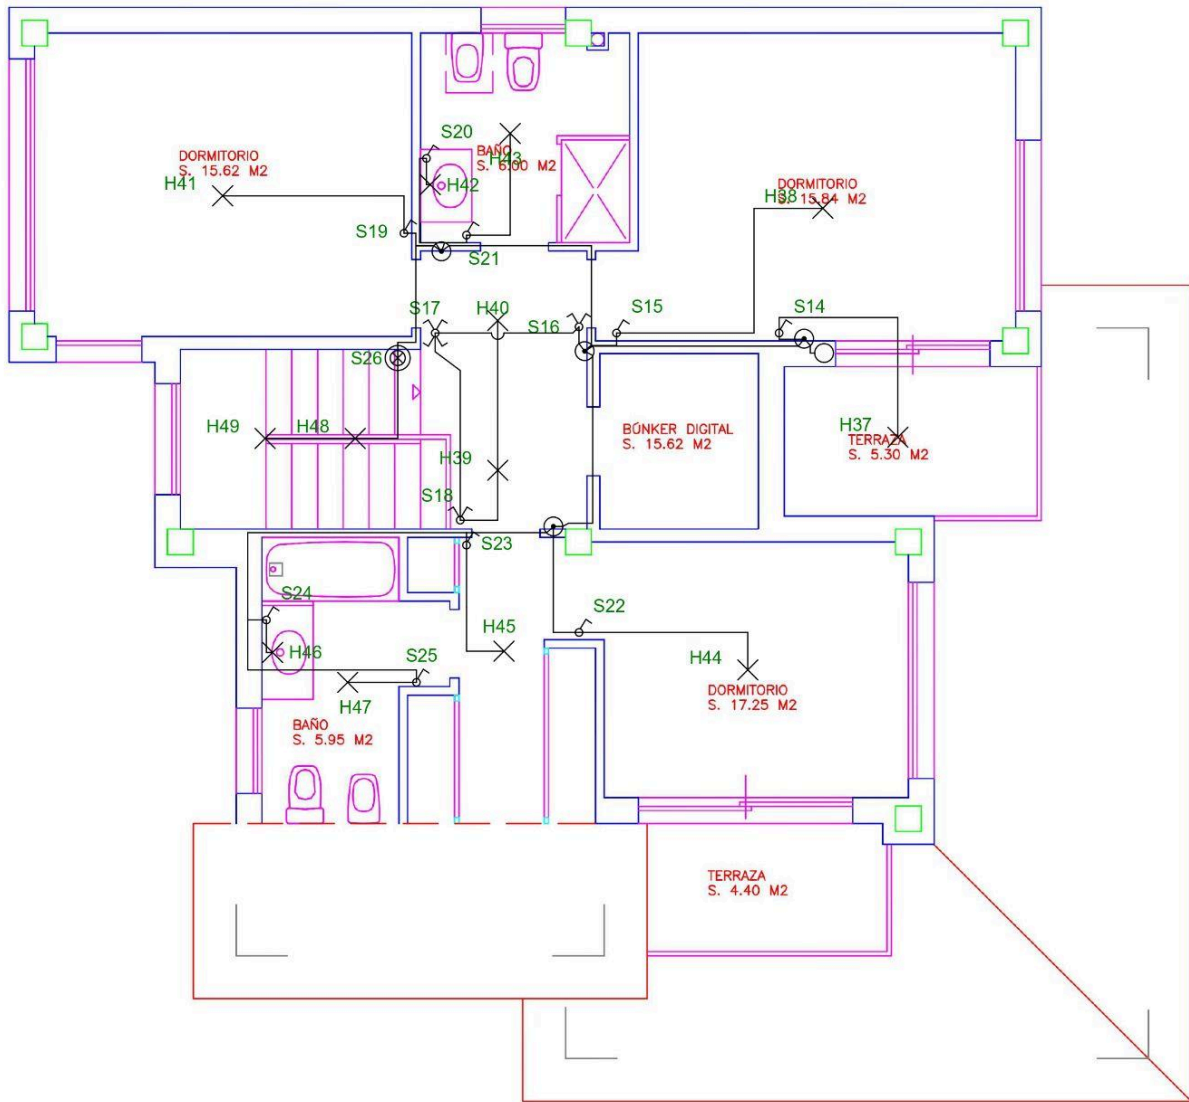 S20
BAÑO
H43
S. 6.00 M2
DORMITORIO
S. 15.62 M2
H41
H42
DORMITORIO
S. 15.84 M2
H38
S19
S21
S17
H40
S16
S15
S14
S26
H49
H48
BÚNKER DIGITAL
S. 15.62 M2
H37
TERRAZA
S. 5.30 M2
H39
S18
S23
S24
S22
H46
H45
H44
S25
H47
DORMITORIO
S. 17.25 M2
BAÑO
S. 5.95 M2
TERRAZA
S. 4.40 M2